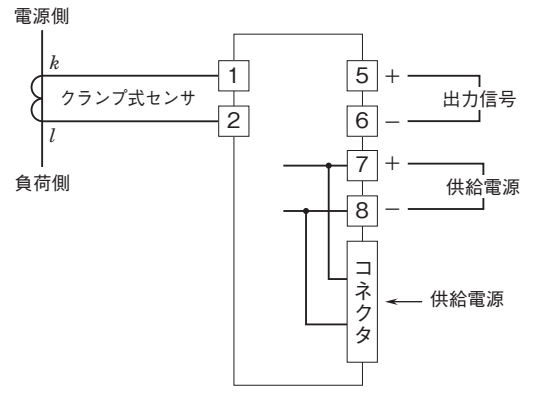 電源側
k
クランプ式センサ
l
負荷側
1
2
5 +
出力信号
6 −
7 +
供給電源
8 −
コネクタ
供給電源